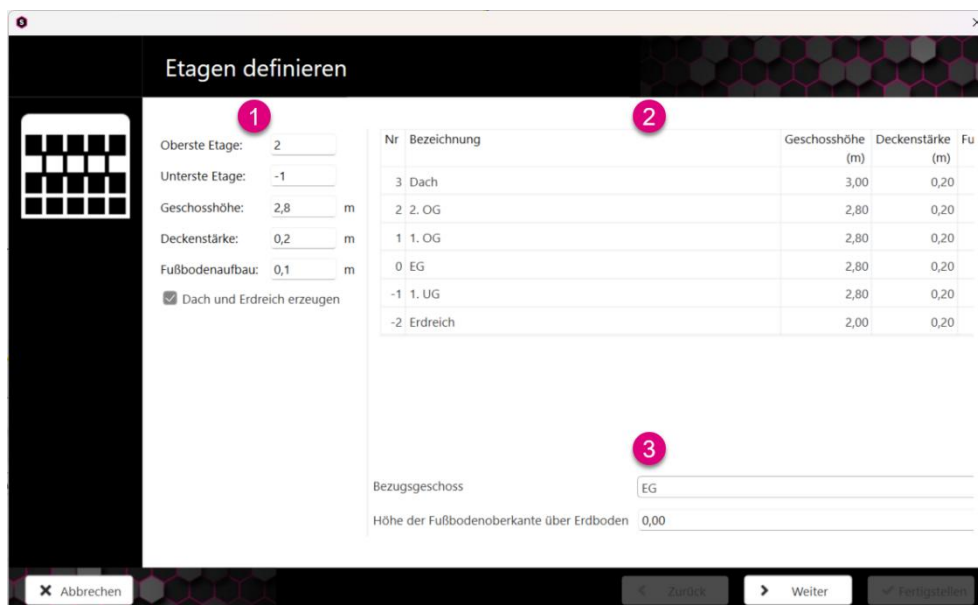 Etagen definieren
1
Oberste Etage: 2
Unterste Etage: -1
Geschosshöhe: 2,8 m
Deckenstärke: 0,2 m
Fußbodenaufbau: 0,1 m
Dach und Erdreich erzeugen
2
Nr Bezeichnung Geschosshöhe Deckenstärke Fu
(m) (m)
3 Dach 3,00 0,20
2 2. OG 2,80 0,20
1 1. OG 2,80 0,20
0 EG 2,80 0,20
-1 1. UG 2,80 0,20
-2 Erdreich 2,00 0,20
3
Bezugsgeschoss EG
Höhe der Fußbodenoberkante über Erdboden 0,00
Abbrechen Zurück Weiter Fertigstellen